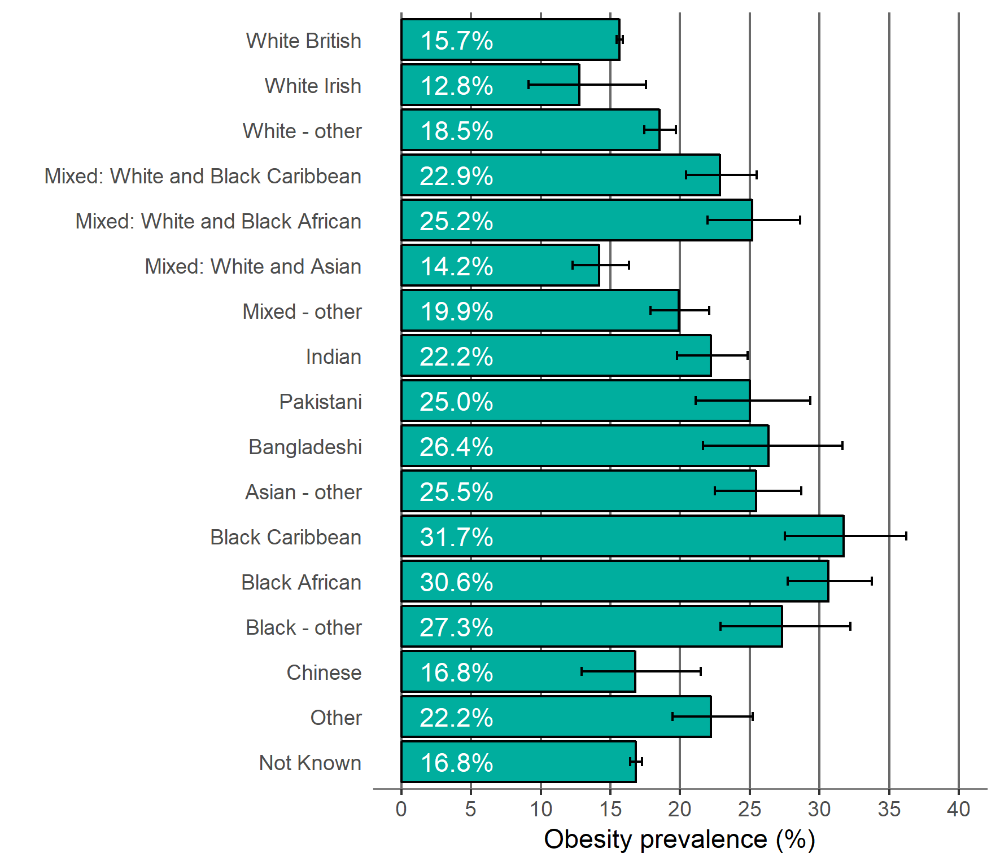 White British 15.7%
White Irish 12.8%
White - other 18.5%
Mixed: White and Black Caribbean 22.9%
Mixed: White and Black African 25.2%
Mixed: White and Asian 14.2%
Mixed - other 19.9%
Indian 22.2%
Pakistani 25.0%
Bangladeshi 26.4%
Asian - other 25.5%
Black Caribbean 31.7%
Black African 30.6%
Black - other 27.3%
Chinese 16.8%
Other 22.2%
Not Known 16.8%
0 5 10 15 20 25 30 35 40
Obesity prevalence (%)